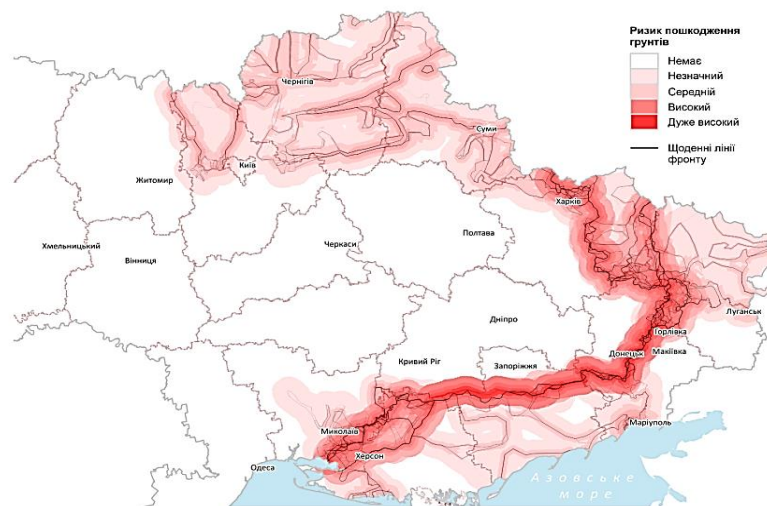 Ризик пошкодження
ґрунтів
Немає
Незначний
Середній
Високий
Дуже високий
Щоденні лінії
фронту
Чернігів
Суми
Київ
Житомир
Харків
Хмельницький
Вінниця
Черкаси
Полтава
Дніпро
Луганськ
Горлівка
Донецьк
Макіївка
Кривий Ріг
Запоріжжя
Миколаїв
Маріуполь
Херсон
Одеса
Азовське
море